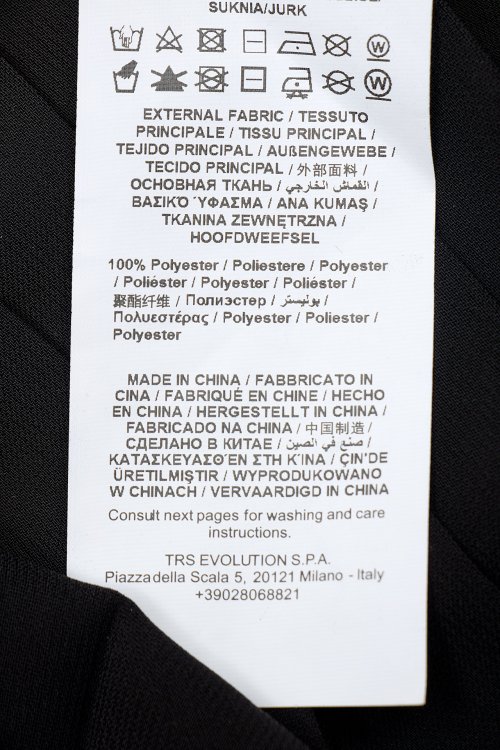 SUKNIA/JURK
W
W
EXTERNAL FABRIC / TESSUTO
PRINCIPALE / TISSU PRINCIPAL /
TEJIDO PRINCIPAL / AUßENGEWEBE /
TECIDO PRINCIPAL / 外部面料 /
ОСНОВНАЯ ТКАНЬ / القماش الخارجي /
ΒΑΣΙΚΌ ΎΦΑΣΜΑ / ANA KUMAŞ /
TKANINA ZEWNĘTRZNA /
HOOFDWEEFSEL
100% Polyester / Poliestere / Polyester
/ Poliéster / Polyester / Poliéster /
聚酯纤维 / Полиэстер / بوليستر /
Πολυεστέρας / Polyester / Poliester /
Polyester
MADE IN CHINA / FABBRICATO IN
CINA / FABRIQUÉ EN CHINE / HECHO
EN CHINA / HERGESTELLT IN CHINA /
FABRICADO NA CHINA / 中国制造 /
СДЕЛАНО В КИТАЕ / صنع في الصين /
ΚΑΤΑΣΚΕΥΑΣΘΈΝ ΣΤΗ ΚΊΝΑ / ÇİN'DE
ÜRETILMIŞTIR / WYPRODUKOWANO
W CHINACH / VERVAARDIGD IN CHINA
Consult next pages for washing and care
instructions.
TRS EVOLUTION S.P.A.
Piazza della Scala 5, 20121 Milano - Italy
+39028068821